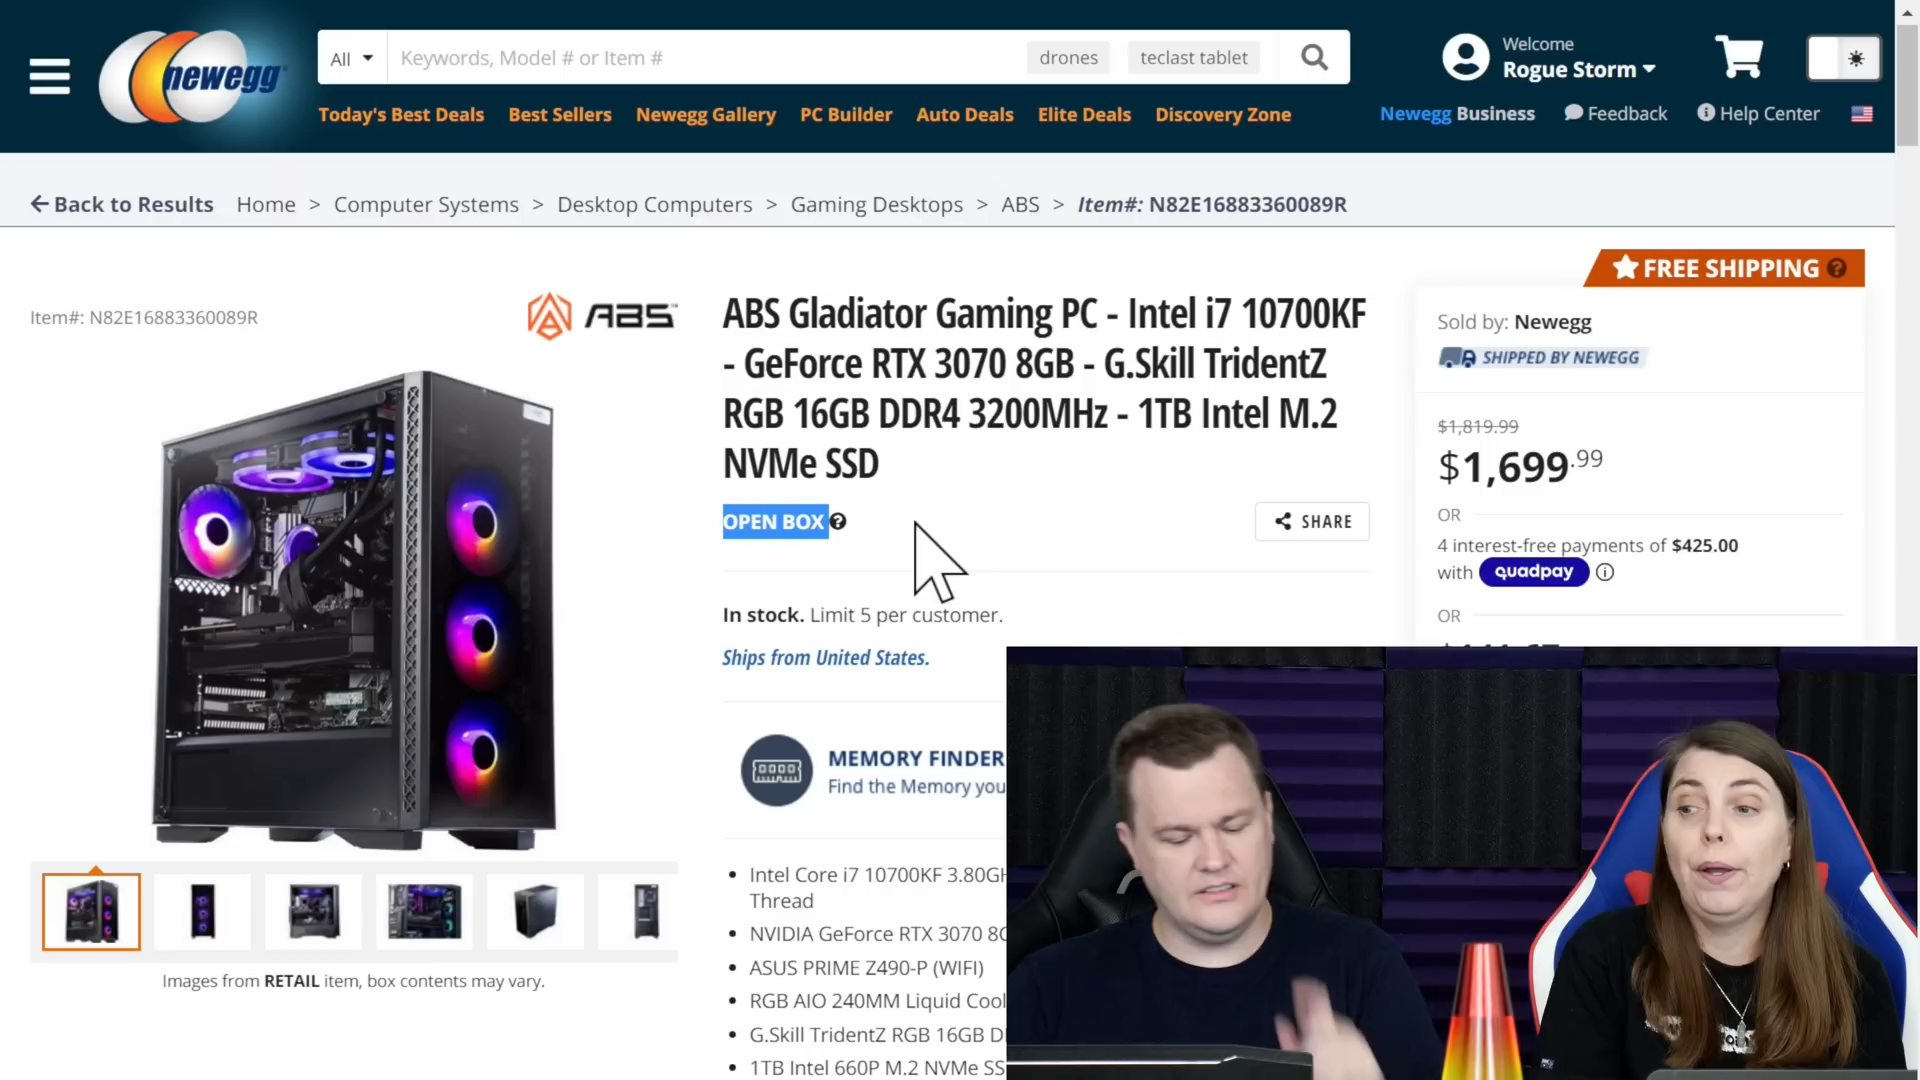 newegg
All
Keywords, Model # or Item #
drones
teclast tablet
Welcome
Rogue Storm
Today's Best Deals
Best Sellers
Newegg Gallery
PC Builder
Auto Deals
Elite Deals
Discovery Zone
Newegg Business
Feedback
Help Center
Back to Results
Home > Computer Systems > Desktop Computers > Gaming Desktops > ABS > Item#: N82E16883360089R
FREE SHIPPING ?
Item#: N82E16883360089R
ABS
ABS Gladiator Gaming PC - Intel i7 10700KF
- GeForce RTX 3070 8GB - G.Skill TridentZ
RGB 16GB DDR4 3200MHz - 1TB Intel M.2
NVMe SSD
OPEN BOX ?
SHARE
In stock. Limit 5 per customer.
Ships from United States.
MEMORY FINDER
Find the Memory you
• Intel Core i7 10700KF 3.80GH
Thread
• NVIDIA GeForce RTX 3070 8G
• ASUS PRIME Z490-P (WIFI)
• RGB AIO 240MM Liquid Cool
• G.Skill TridentZ RGB 16GB D
• 1TB Intel 660P M.2 NVMe SS
Images from RETAIL item, box contents may vary.
Sold by: Newegg
SHIPPED BY NEWEGG
$1,819.99
$1,699.99
OR
4 interest-free payments of $425.00
with quadpay
OR